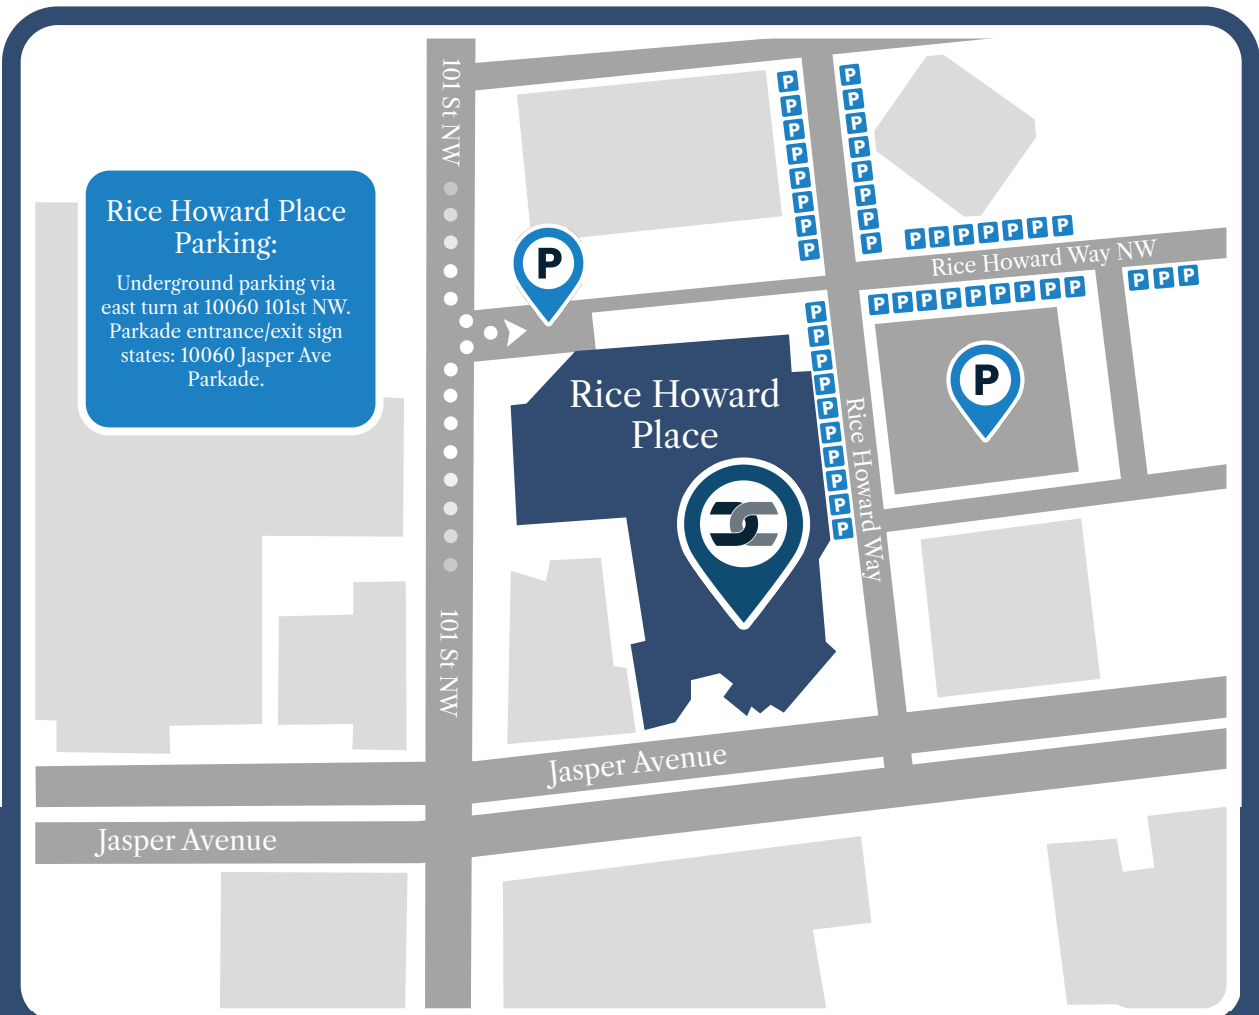 101 St NW
Rice Howard Place
Parking:
Underground parking via
east turn at 10060 101st NW.
Parkade entrance/exit sign
states: 10060 Jasper Ave
Parkade.
P P P P P P P P
P P P P P P P P
P P P P P P P
Rice Howard Way NW
P
P P P P P P P P P
P P P
P P P P P P P P P P
Rice Howard
Place
P
Rice Howard Way
101 St NW
Jasper Avenue
Jasper Avenue